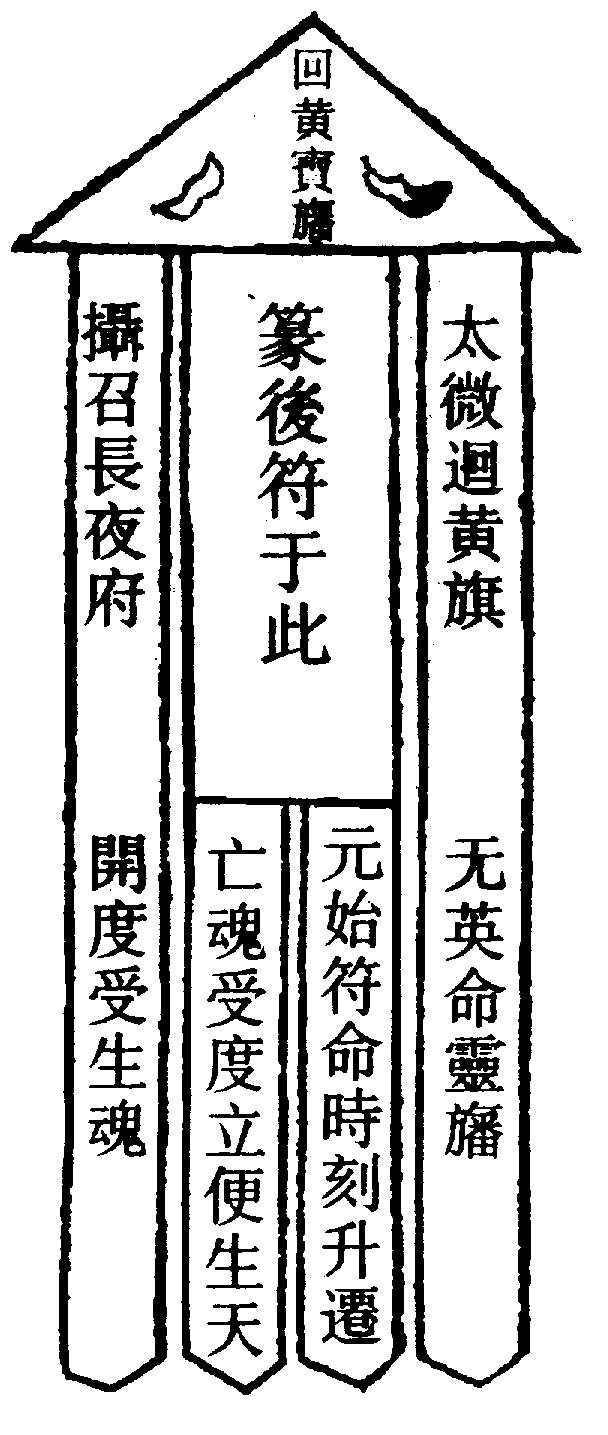 回黄寶旛
太微迴黄旗
无英命靈旛
篆後符于此
元始符命時刻升遷
亡魂受度立便生天
攝召長夜府
開度受生魂